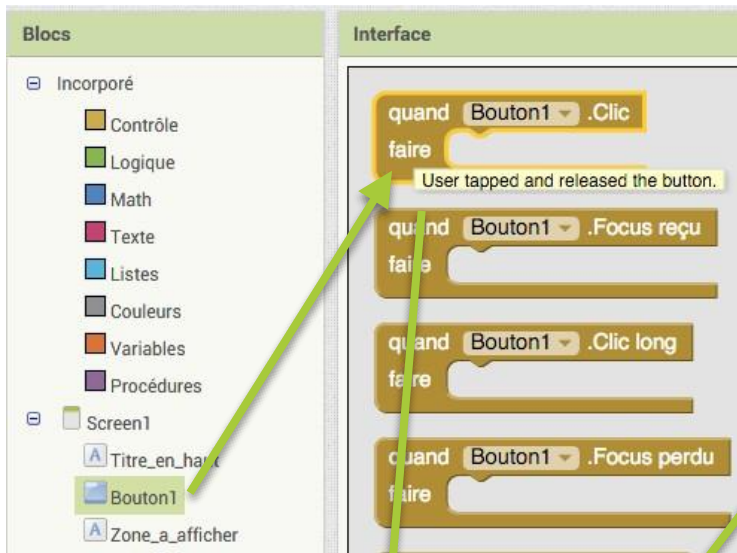 Blocs
Interface
Incorporé
Contrôle
Logique
Math
Texte
Listes
Couleurs
Variables
Procédures
Screen1
Titre_en_haut
Bouton1
Zone_a_afficher
quand Bouton1 .Clic
faire
User tapped and released the button.
quand Bouton1 .Focus reçu
faire
quand Bouton1 .Clic long
faire
quand Bouton1 .Focus perdu
faire